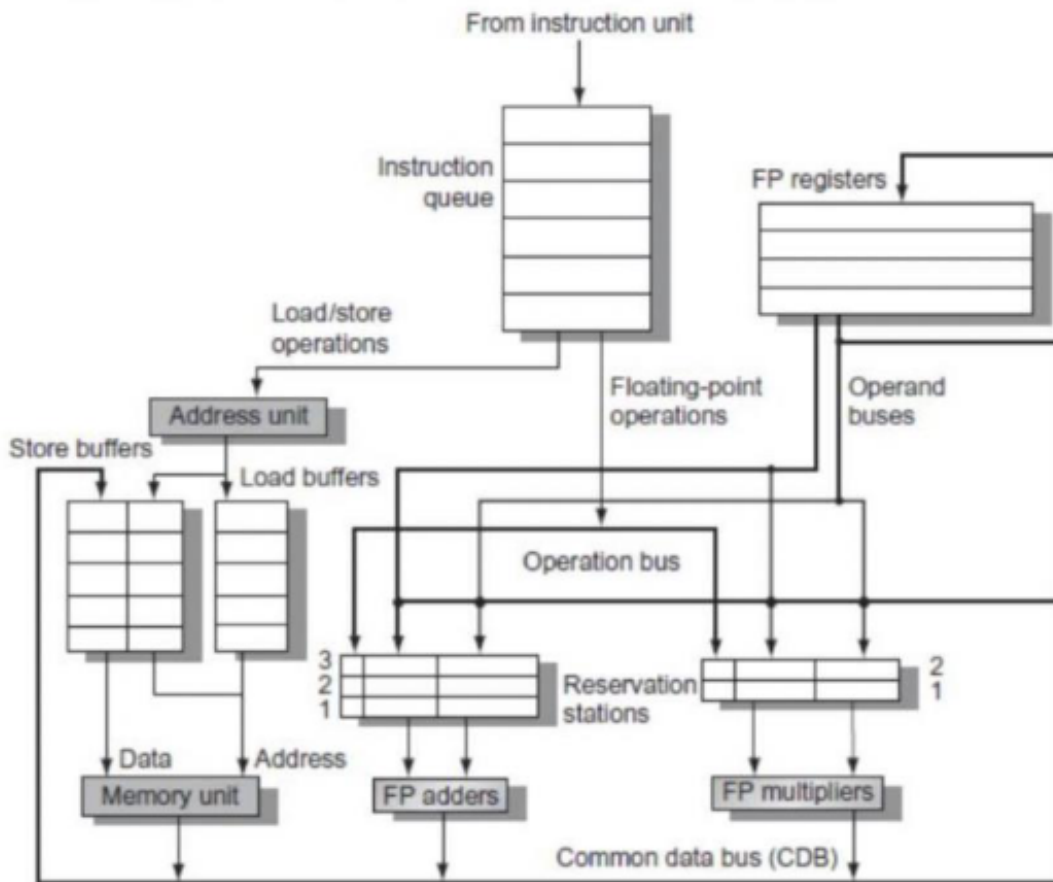 From instruction unit
Instruction
queue
FP registers
Load/store
operations
Floating-point
operations
Operand
buses
Address unit
Store buffers
Load buffers
Operation bus
3
2
1
Reservation
stations
2
1
Data
Address
Memory unit
FP adders
FP multipliers
Common data bus (CDB)